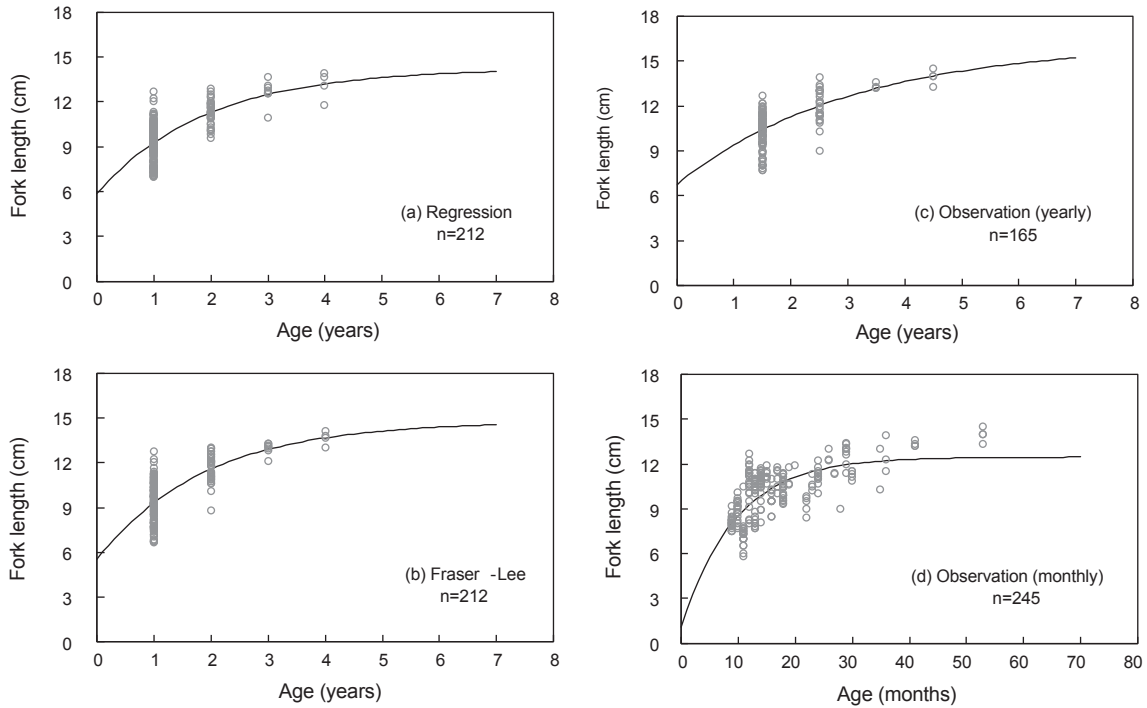 18
15
12
9
6
3
0
0 1 2 3 4 5 6 7 8
Fork length (cm)
Age (years)
(a) Regression
n=212
18
15
12
9
6
3
0
0 1 2 3 4 5 6 7 8
Fork length (cm)
Age (years)
(c) Observation (yearly)
n=165
18
15
12
9
6
3
0
0 1 2 3 4 5 6 7 8
Fork length (cm)
Age (years)
(b) Fraser -Lee
n=212
18
15
12
9
6
3
0
0 10 20 30 40 50 60 70 80
Fork length (cm)
Age (months)
(d) Observation (monthly)
n=245